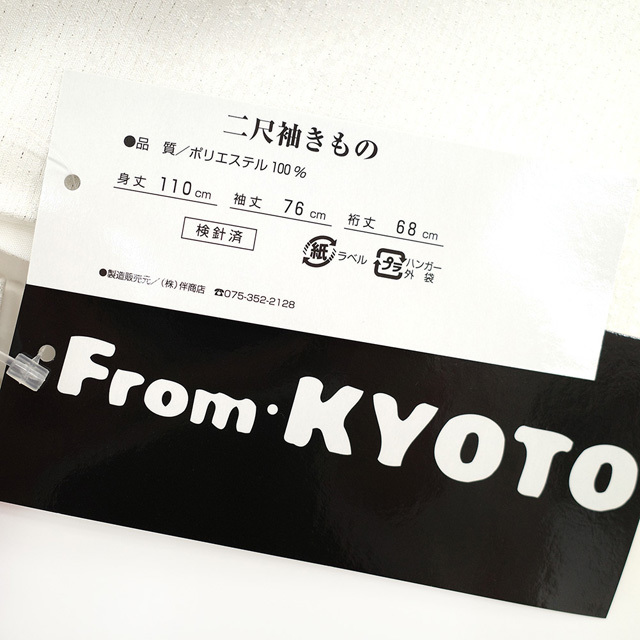 二尺袖きもの
●品 質/ポリエステル100%
身丈 110cm 袖丈 76cm 裄丈 68cm
検針済 紙 ラベル プラ ハンガー
外 袋
●製造販売元/(株)伴商店 ☎075-352-2128
From・KYOTO